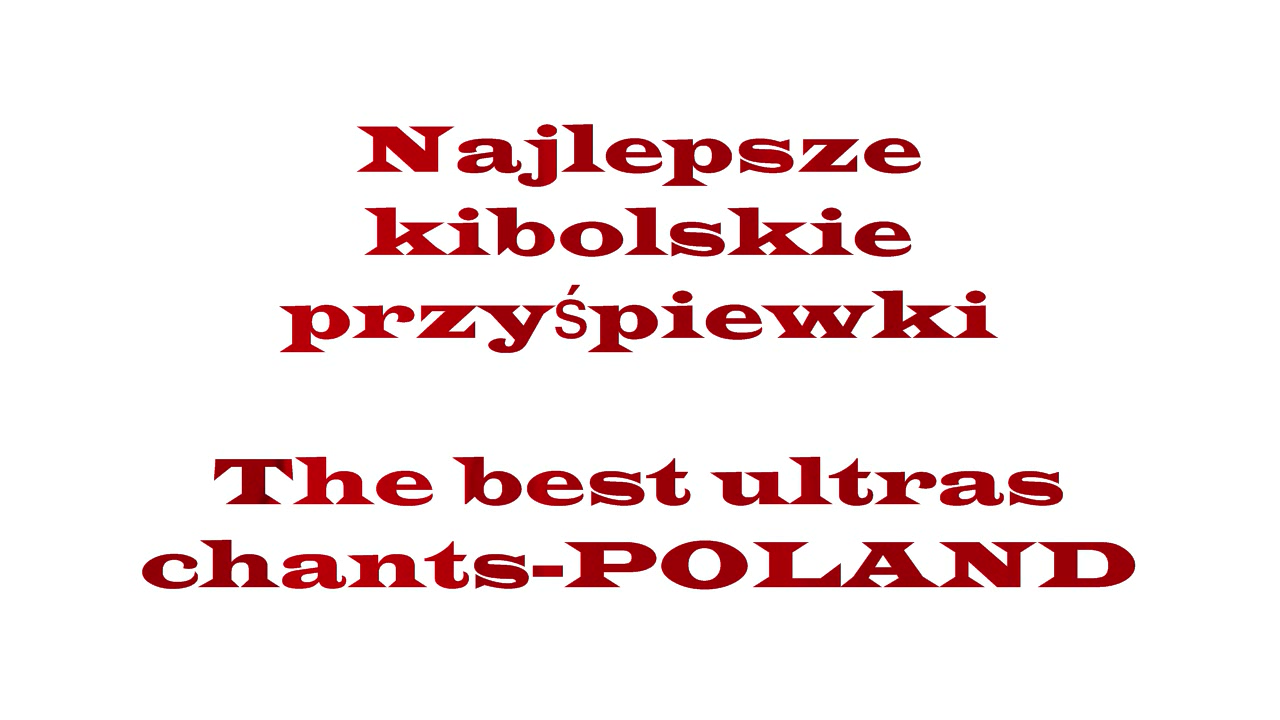 Najlepsze
kibolskie
przyśpiewki
The best ultras
chants-POLAND